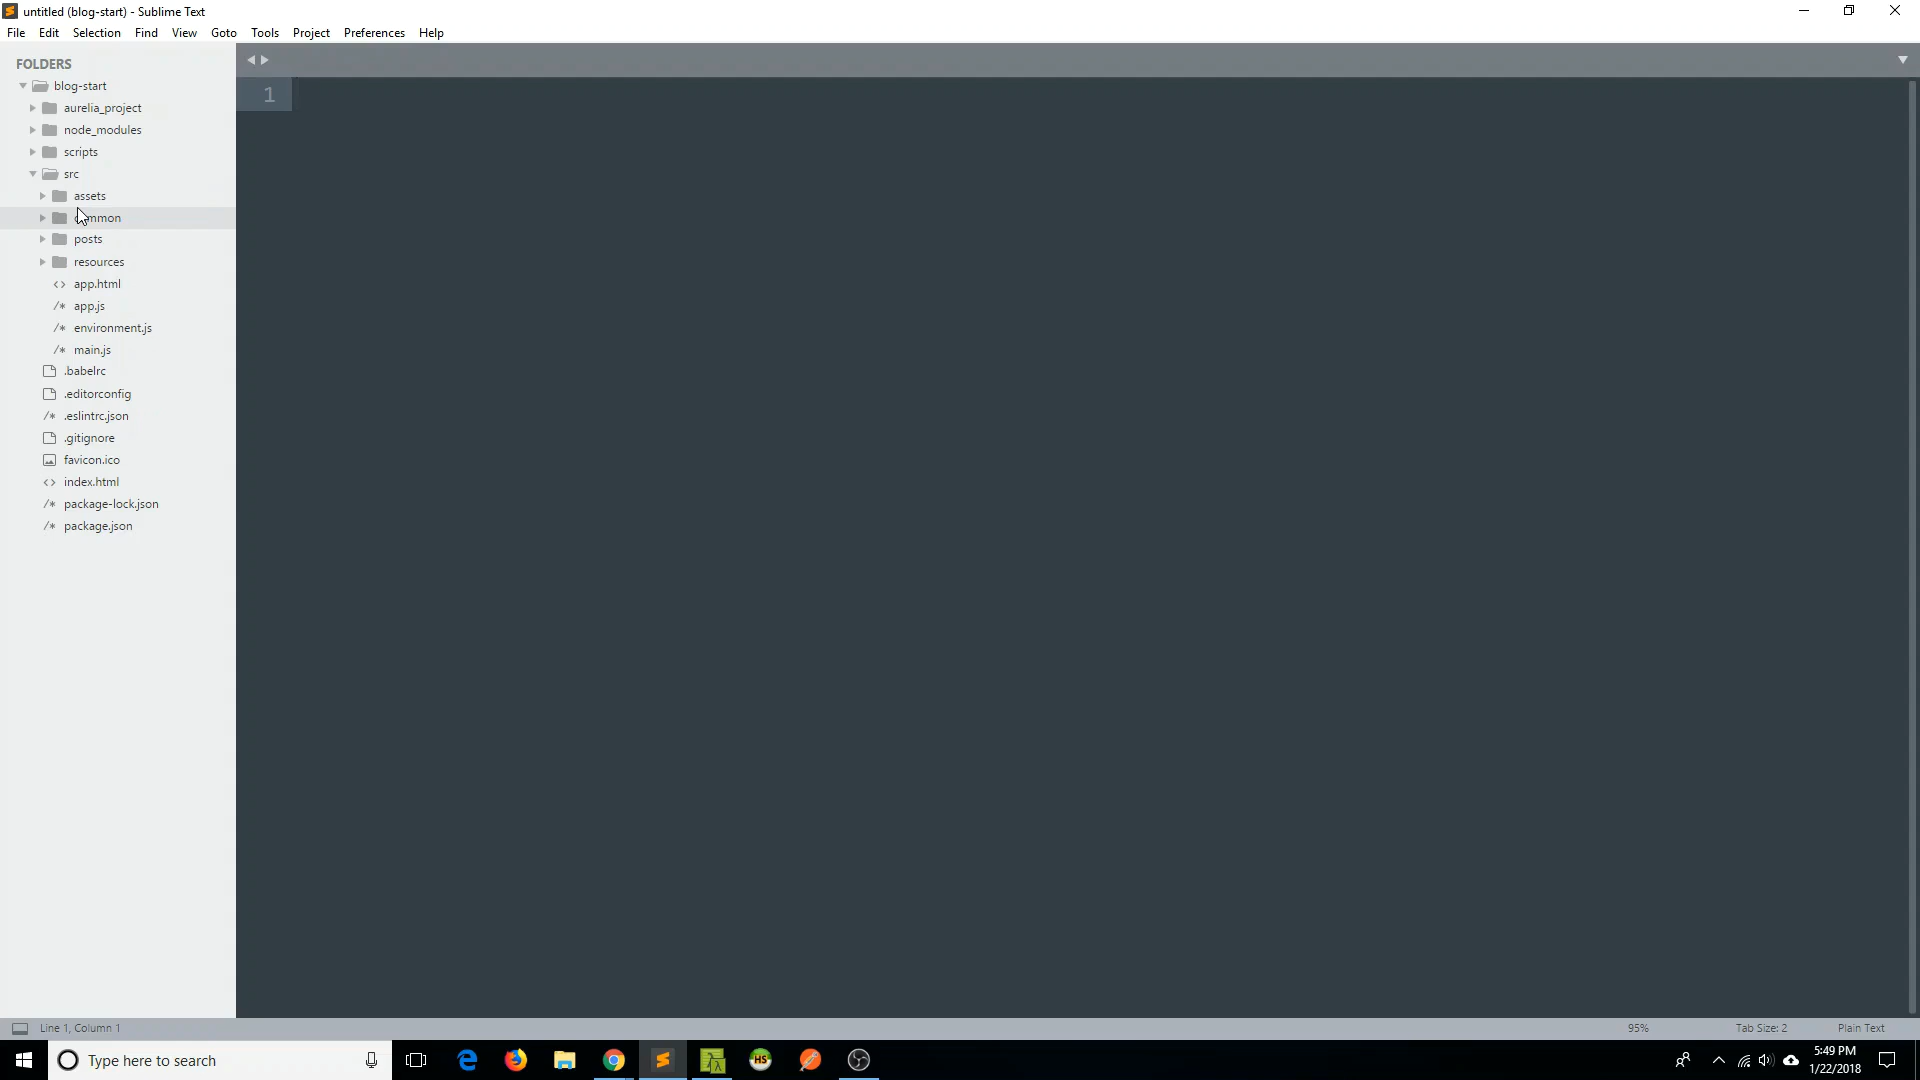 untitled (blog-start) - Sublime Text
File Edit Selection Find View Goto Tools Project Preferences Help
FOLDERS
blog-start
aurelia_project
node_modules
scripts
src
assets
common
posts
resources
<> app.html
/* app.js
/* environment.js
/* main.js
.babelrc
.editorconfig
/* .eslintrc.json
.gitignore
favicon.ico
<> index.html
/* package-lock.json
/* package.json
1
Line 1, Column 1 95% Tab Size: 2 Plain Text
Type here to search HS 5:49 PM
1/22/2018